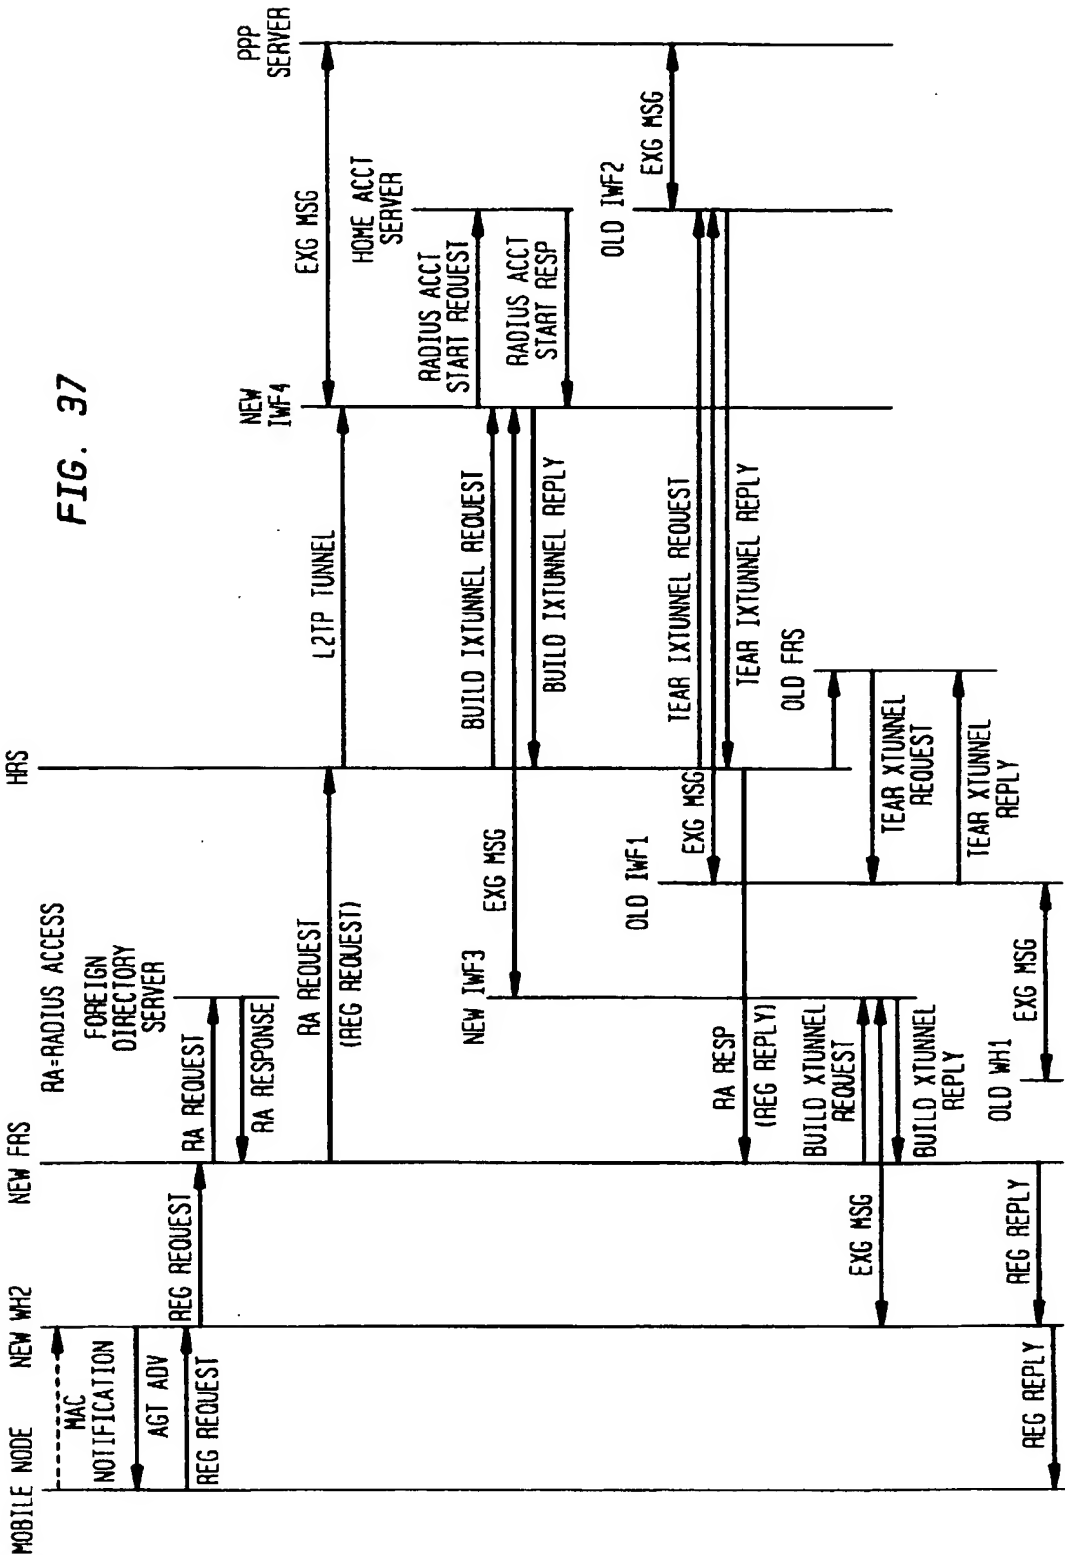 FIG. 37
RA=RADIUS ACCESS
MOBILE NODE
NEW WH2
NEW FRS
FOREIGN
DIRECTORY
SERVER
HRS
NEW
IWF4
HOME ACCT
SERVER
PPP
SERVER
MAC
NOTIFICATION
AGT ADV
REG REQUEST
REG REQUEST
RA REQUEST
RA RESPONSE
RA REQUEST
(REG REQUEST)
L2TP TUNNEL
EXG MSG
RADIUS ACCT
START REQUEST
BUILD IXTUNNEL REQUEST
EXG MSG
NEW IWF3
BUILD IXTUNNEL REPLY
RADIUS ACCT
START RESP
OLD IWF2
EXG MSG
TEAR IXTUNNEL REQUEST
EXG MSG
OLD IWF1
TEAR IXTUNNEL REPLY
RA RESP
(REG REPLY)
OLD FRS
BUILD XTUNNEL
REQUEST
EXG MSG
BUILD XTUNNEL
REPLY
TEAR XTUNNEL
REQUEST
TEAR XTUNNEL
REPLY
OLD WH1
EXG MSG
REG REPLY
REG REPLY